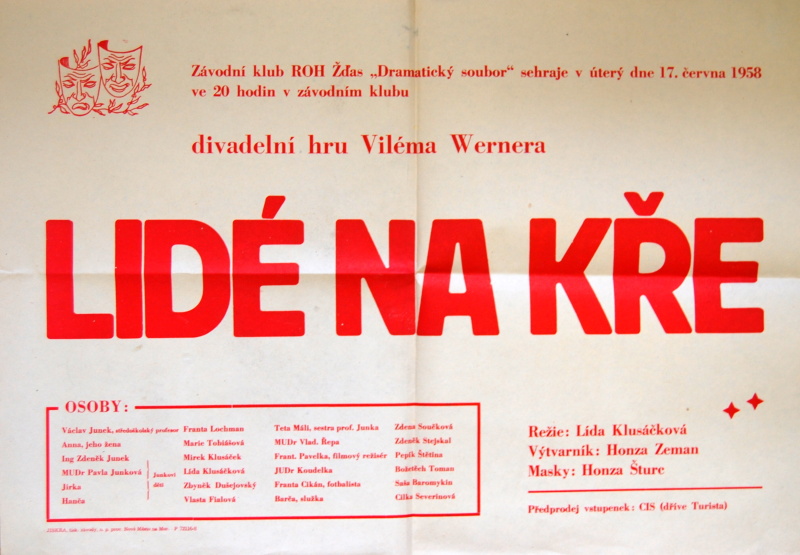 Závodní klub ROH Žďas „Dramatický soubor“ sehraje v úterý dne 17. června 1958
ve 20 hodin v závodním klubu
divadelní hru Viléma Wernera
LIDÉ NA KŘE
OSOBY:
Václav Junek, středoškolský profesor Franta Lochman
Anna, jeho žena Marie Tobiášová
Ing Zdeněk Junek Mirek Klusáček
MUDr Pavla Junková Lída Klusáčková
Jirka Zbyněk Dušejovský
Hanča Vlasta Fialová
Junkovi
děti
Teta Máli, sestra prof. Junka Zdena Součková
MUDr Vlad. Řepa Zdeněk Stejskal
Frant. Pavelka, filmový režisér Pepík Štětina
JUDr Koudelka Božetěch Toman
Franta Cikán, fotbalista Saša Baromykin
Barča, služka Cilka Severinová
Režie: Lída Klusáčková
Výtvarník: Honza Zeman
Masky: Honza Šturc
Předprodej vstupenek: CIS (dříve Turista)